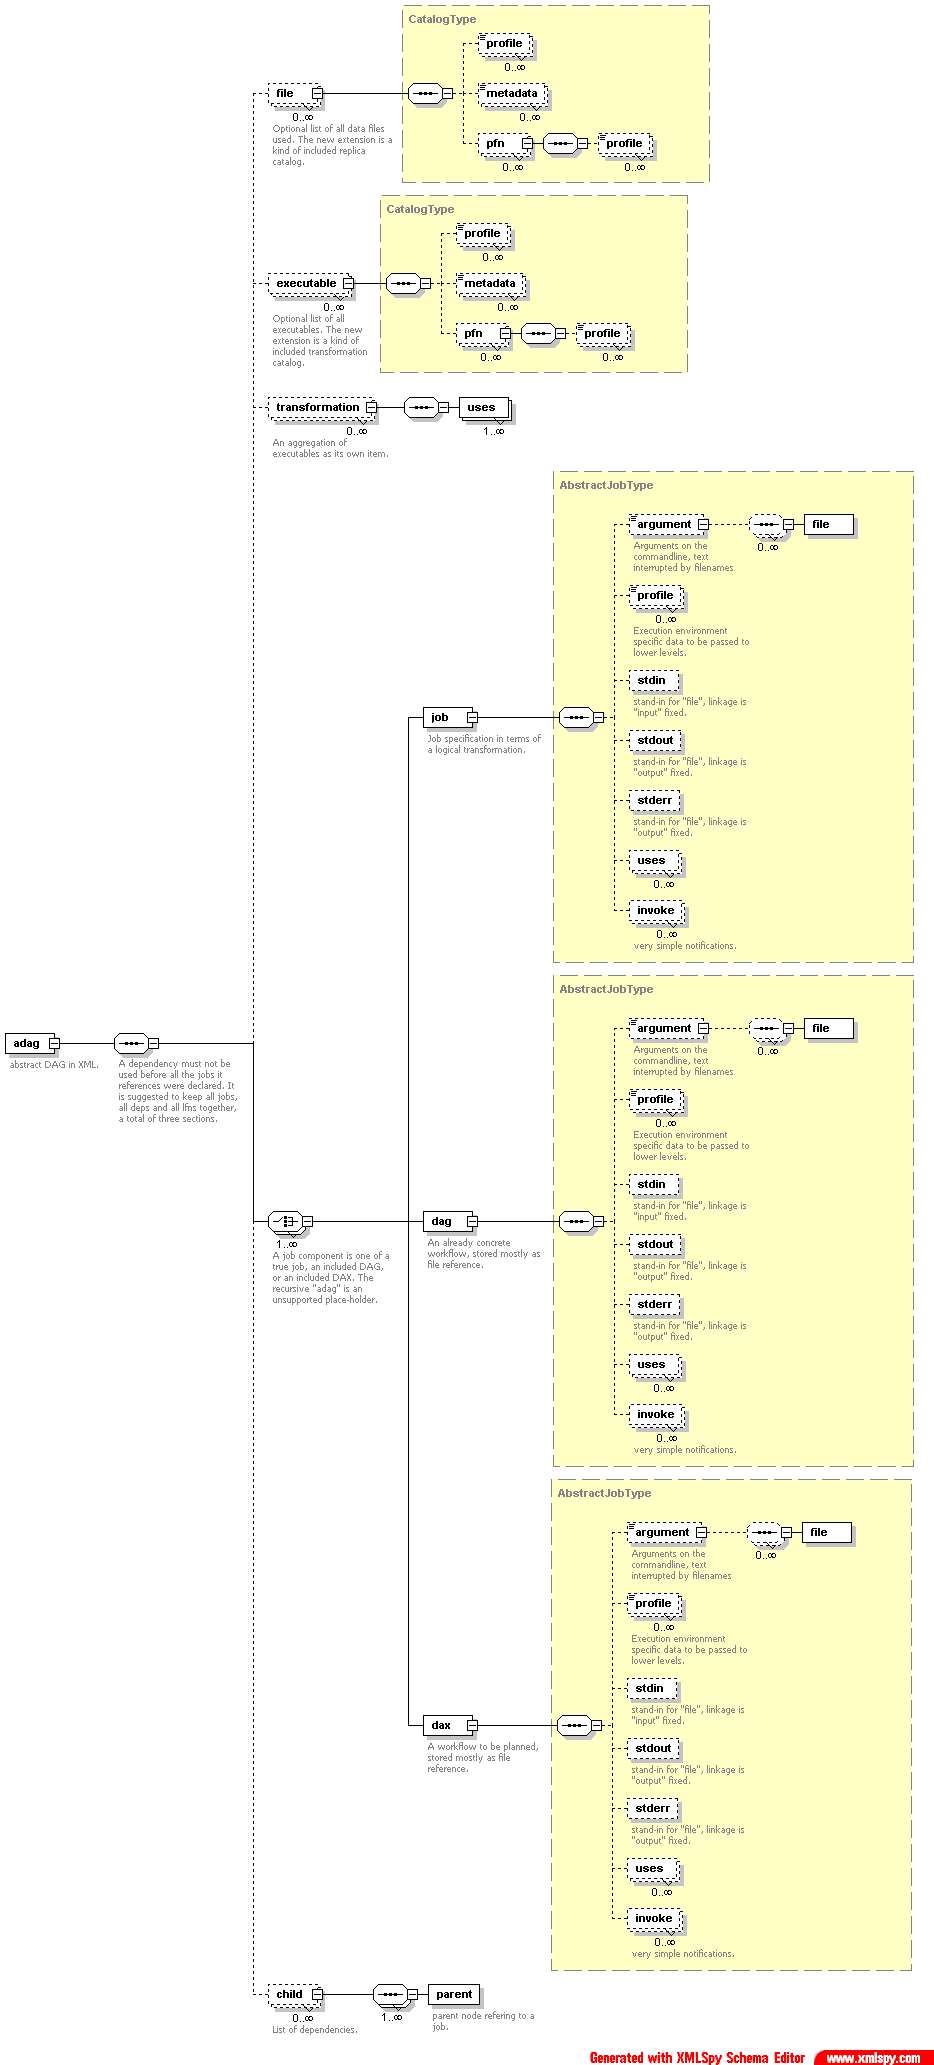 CatalogType
profile
0..∞
file
metadata
0..∞
0..∞
Optional list of all data files
used. The new extension is a
kind of included replica
catalog.
pfn
profile
0..∞
0..∞
CatalogType
profile
0..∞
executable
metadata
0..∞
0..∞
Optional list of all
executables. The new
extension is a kind of
included transformation
catalog.
pfn
profile
0..∞
0..∞
transformation
uses
0..∞
1..∞
An aggregation of
executables as its own item.
AbstractJobType
argument
file
0..∞
Arguments on the
commandline, text
interrupted by filenames
profile
0..∞
Execution environment
specific data to be passed to
lower levels.
stdin
stand-in for "file", linkage is
"input" fixed.
job
Job specification in terms of
a logical transformation.
stdout
stand-in for "file", linkage is
"output" fixed.
stderr
stand-in for "file", linkage is
"output" fixed.
uses
0..∞
invoke
0..∞
very simple notifications.
AbstractJobType
argument
file
0..∞
Arguments on the
commandline, text
interrupted by filenames
adag
abstract DAG in XML.
A dependency must not be
used before all the jobs it
references were declared. It
is suggested to keep all jobs,
all deps and all lfns together,
a total of three sections.
profile
0..∞
Execution environment
specific data to be passed to
lower levels.
stdin
stand-in for "file", linkage is
"input" fixed.
1..∞
A job component is one of a
true job, an included DAG,
or an included DAX. The
recursive "adag" is an
unsupported place-holder.
dag
An already concrete
workflow, stored mostly as
file reference.
stdout
stand-in for "file", linkage is
"output" fixed.
stderr
stand-in for "file", linkage is
"output" fixed.
uses
0..∞
invoke
0..∞
very simple notifications.
AbstractJobType
argument
file
0..∞
Arguments on the
commandline, text
interrupted by filenames
profile
0..∞
Execution environment
specific data to be passed to
lower levels.
stdin
stand-in for "file", linkage is
"input" fixed.
dax
A workflow to be planned,
stored mostly as file
reference.
stdout
stand-in for "file", linkage is
"output" fixed.
stderr
stand-in for "file", linkage is
"output" fixed.
uses
0..∞
invoke
0..∞
very simple notifications.
child
0..∞
List of dependencies.
1..∞
parent
parent node refering to a
job.
Generated with XMLSpy Schema Editor www.xmlspy.com